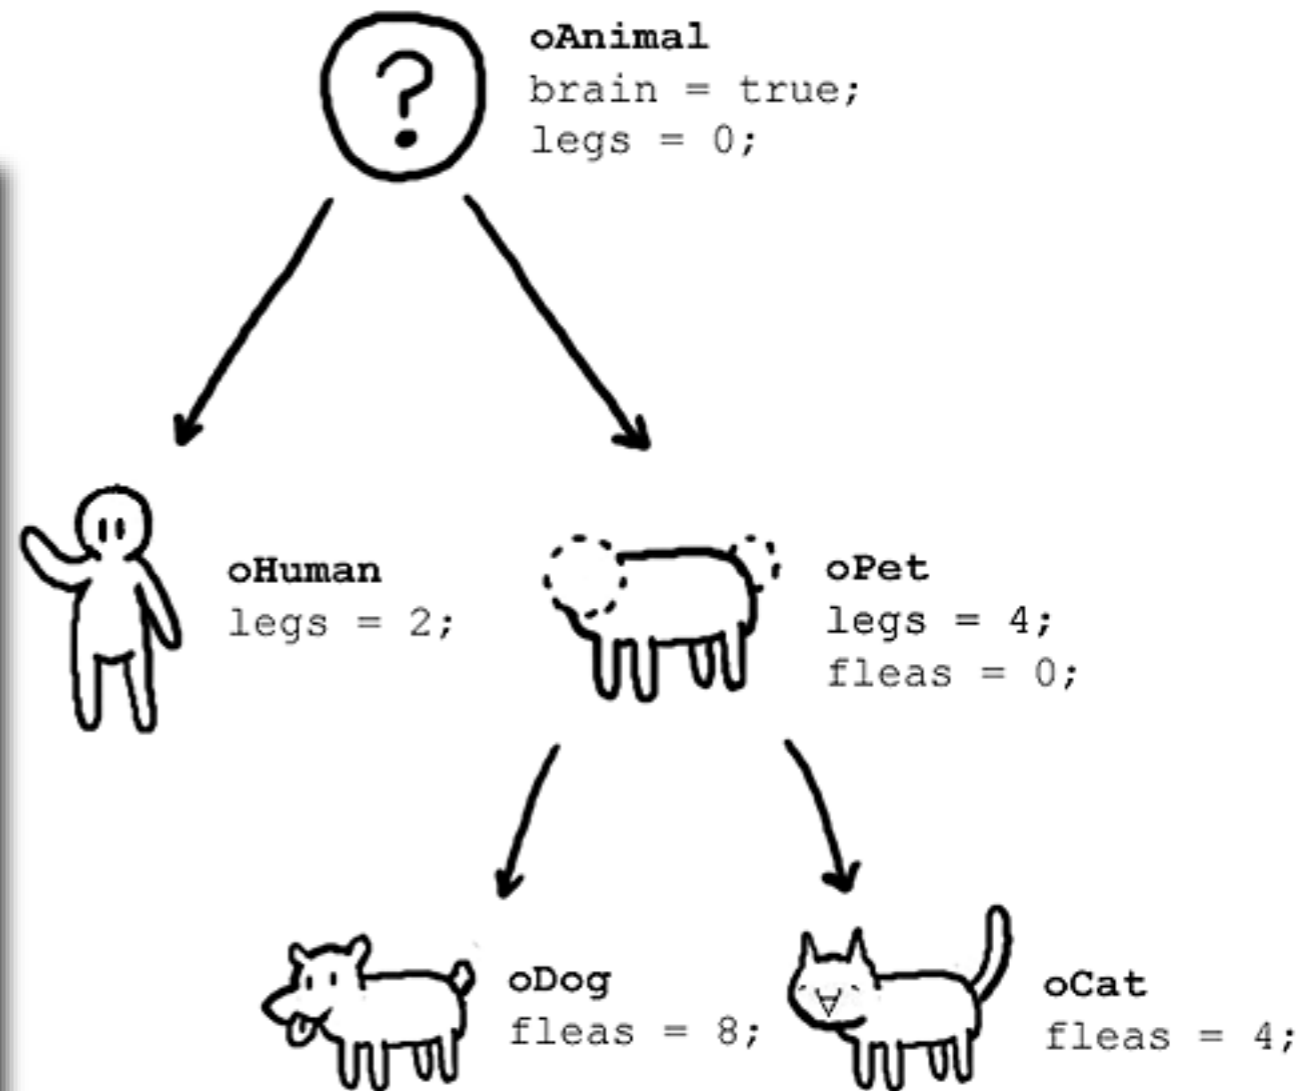 ?
oAnimal
brain = true;
legs = 0;
oHuman
legs = 2;
oPet
legs = 4;
fleas = 0;
oDog
fleas = 8;
oCat
fleas = 4;